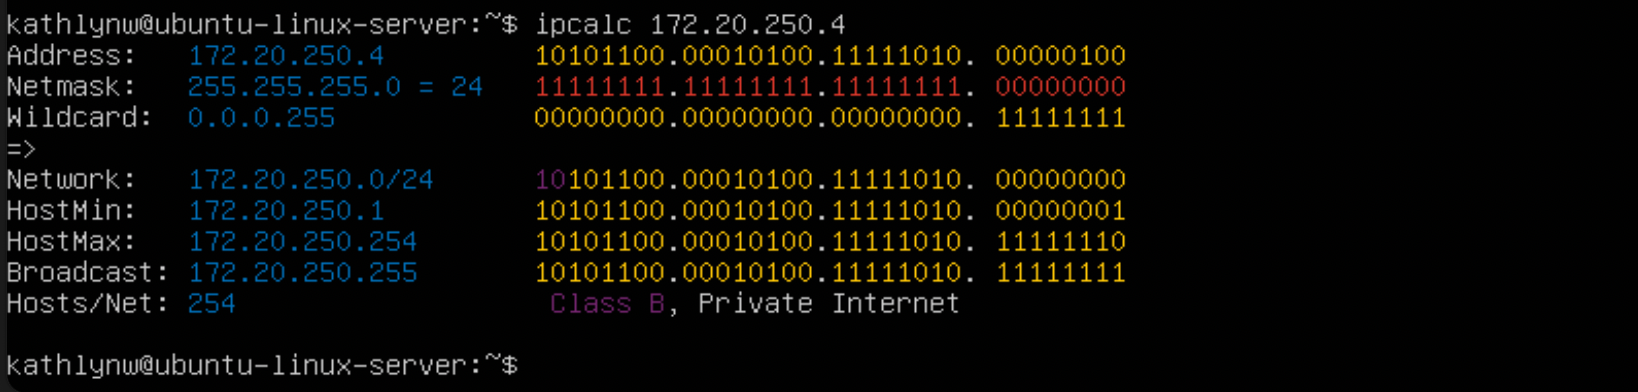 kathlynw@ubuntu-linux-server:~$ ipcalc 172.20.250.4
Address:   172.20.250.4         10101100.00010100.11111010. 00000100
Netmask:   255.255.255.0 = 24   11111111.11111111.11111111. 00000000
Wildcard:  0.0.0.255            00000000.00000000.00000000. 11111111
=>
Network:   172.20.250.0/24      10101100.00010100.11111010. 00000000
HostMin:   172.20.250.1         10101100.00010100.11111010. 00000001
HostMax:   172.20.250.254       10101100.00010100.11111010. 11111110
Broadcast: 172.20.250.255       10101100.00010100.11111010. 11111111
Hosts/Net: 254                   Class B, Private Internet
kathlynw@ubuntu-linux-server:~$